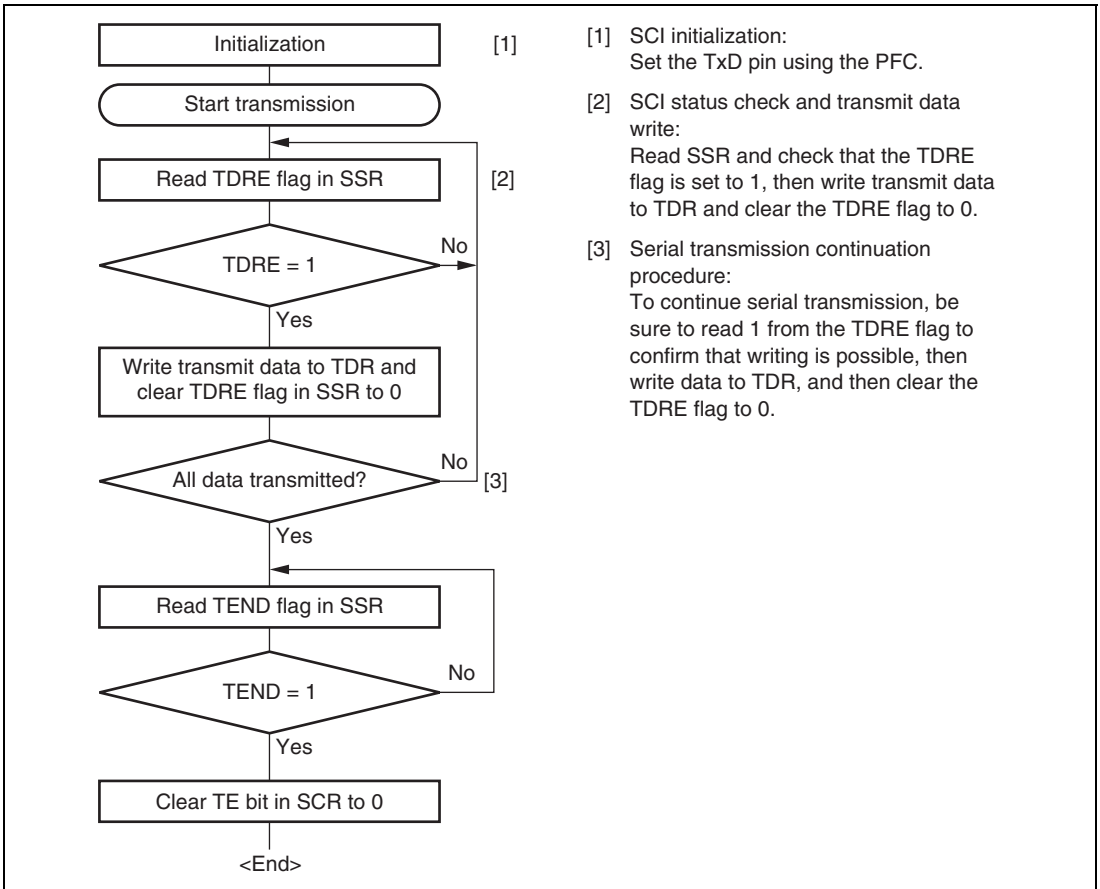 Initialization
[1]
Start transmission
Read TDRE flag in SSR
[2]
No
TDRE = 1
Yes
Write transmit data to TDR and
clear TDRE flag in SSR to 0
No
All data transmitted?
[3]
Yes
Read TEND flag in SSR
No
TEND = 1
Yes
Clear TE bit in SCR to 0
<End>
[1] SCI initialization:
Set the TxD pin using the PFC.
[2] SCI status check and transmit data
write:
Read SSR and check that the TDRE
flag is set to 1, then write transmit data
to TDR and clear the TDRE flag to 0.
[3] Serial transmission continuation
procedure:
To continue serial transmission, be
sure to read 1 from the TDRE flag to
confirm that writing is possible, then
write data to TDR, and then clear the
TDRE flag to 0.